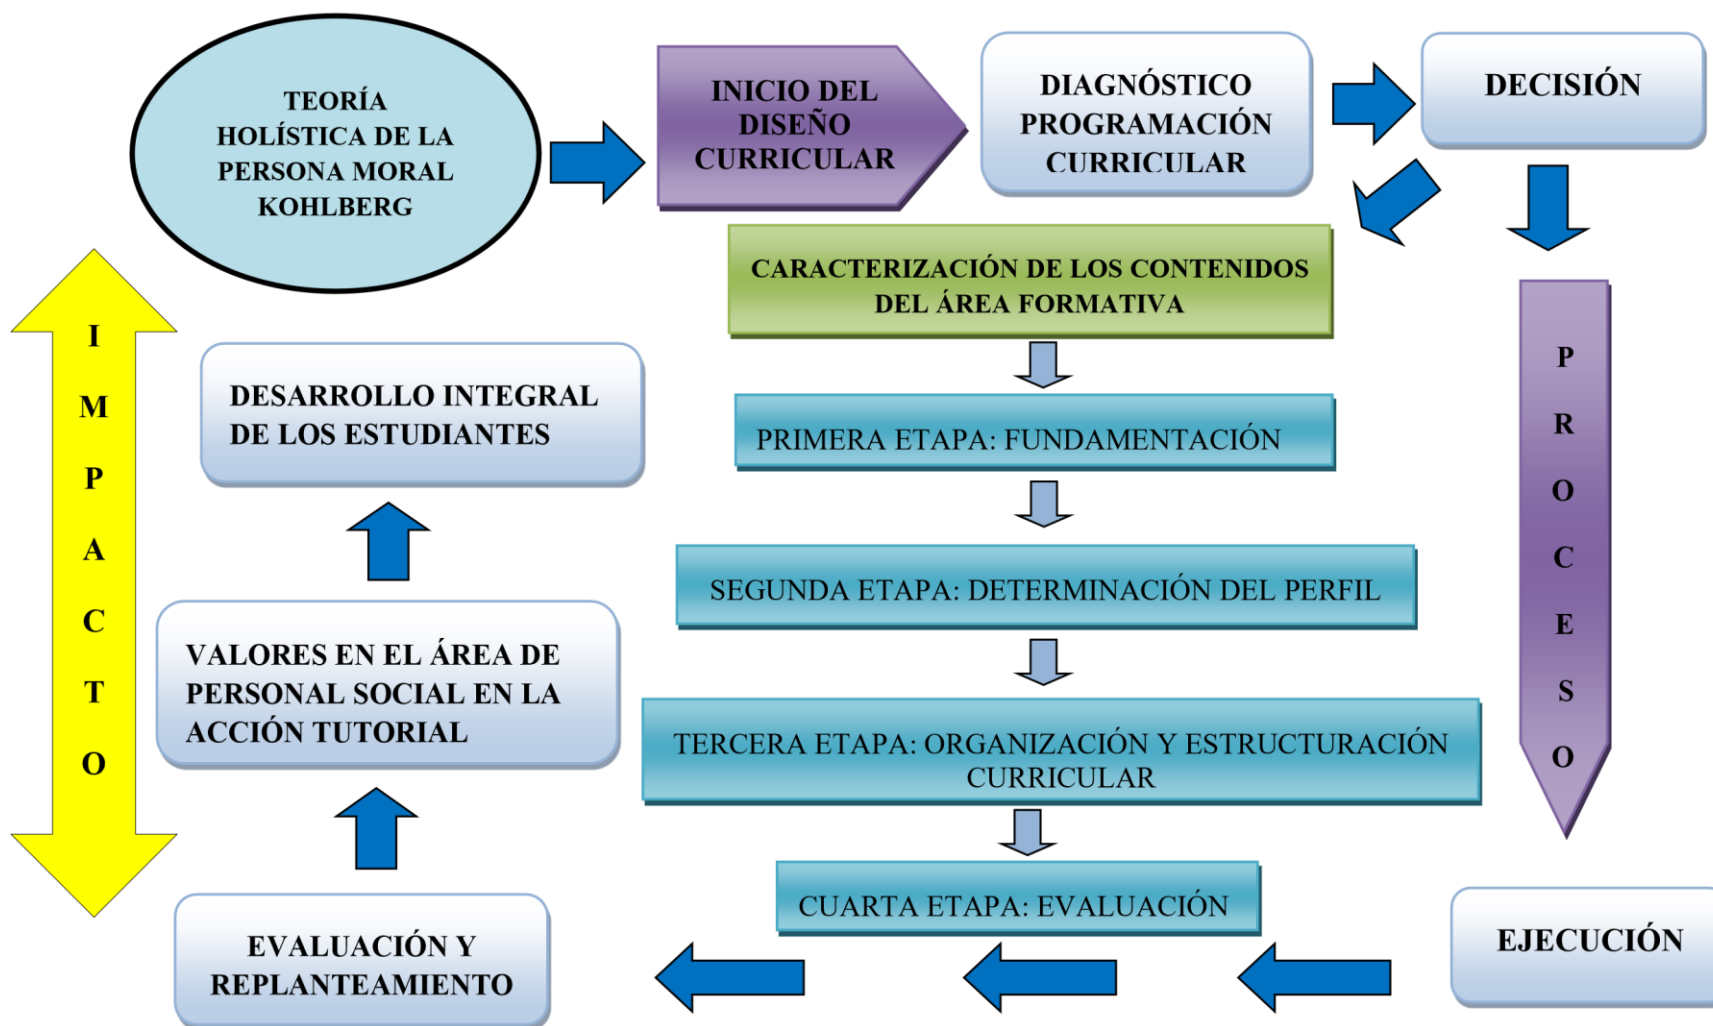 TEORÍA
HOLÍSTICA DE LA
PERSONA MORAL
KOHLBERG
INICIO DEL
DISEÑO
CURRICULAR
DIAGNÓSTICO
PROGRAMACIÓN
CURRICULAR
DECISIÓN
CARACTERIZACIÓN DE LOS CONTENIDOS
DEL ÁREA FORMATIVA
PRIMERA ETAPA: FUNDAMENTACIÓN
SEGUNDA ETAPA: DETERMINACIÓN DEL PERFIL
TERCERA ETAPA: ORGANIZACIÓN Y ESTRUCTURACIÓN
CURRICULAR
CUARTA ETAPA: EVALUACIÓN
P
R
O
C
E
S
O
EJECUCIÓN
EVALUACIÓN Y
REPLANTEAMIENTO
VALORES EN EL ÁREA DE
PERSONAL SOCIAL EN LA
ACCIÓN TUTORIAL
DESARROLLO INTEGRAL
DE LOS ESTUDIANTES
I
M
P
A
C
T
O